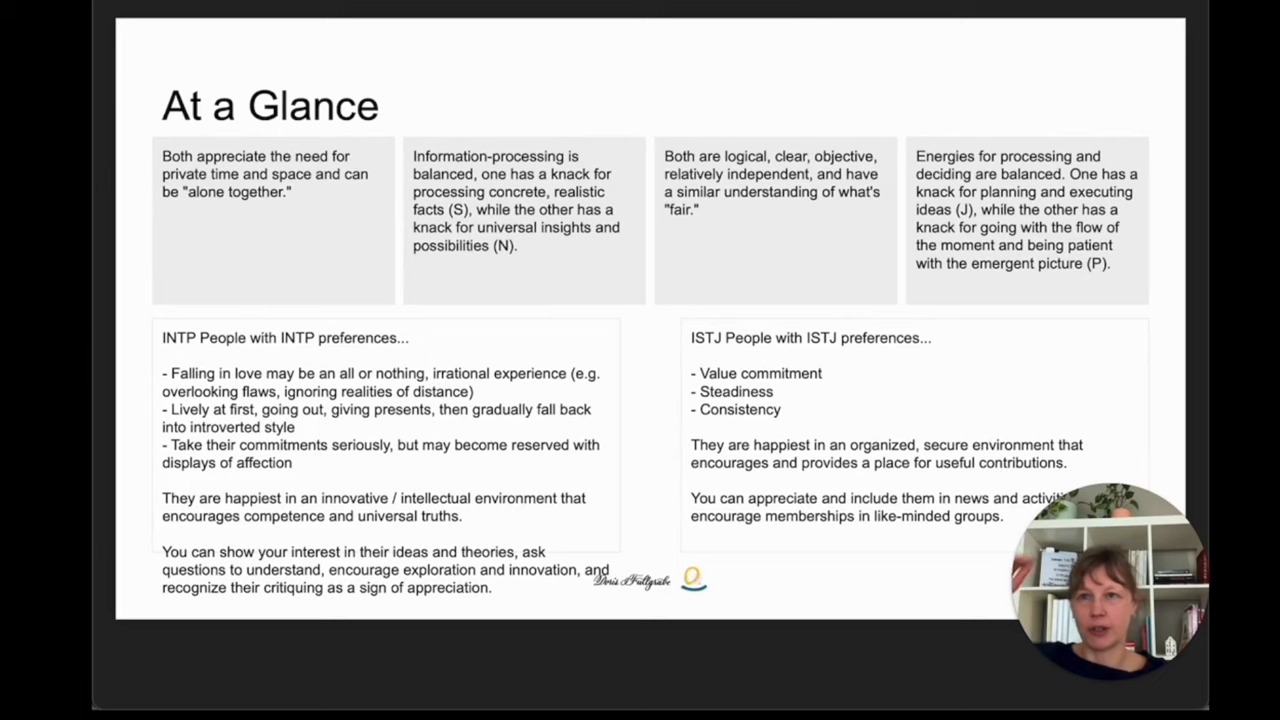 At a Glance
Both appreciate the need for
private time and space and can
be "alone together."
Information-processing is
balanced, one has a knack for
processing concrete, realistic
facts (S), while the other has a
knack for universal insights and
possibilities (N).
Both are logical, clear, objective,
relatively independent, and have
a similar understanding of what's
"fair."
Energies for processing and
deciding are balanced. One has a
knack for planning and executing
ideas (J), while the other has a
knack for going with the flow of
the moment and being patient
with the emergent picture (P).
INTP People with INTP preferences...
- Falling in love may be an all or nothing, irrational experience (e.g.
overlooking flaws, ignoring realities of distance)
- Lively at first, going out, giving presents, then gradually fall back
into introverted style
- Take their commitments seriously, but may become reserved with
displays of affection
They are happiest in an innovative / intellectual environment that
encourages competence and universal truths.
You can show your interest in their ideas and theories, ask
questions to understand, encourage exploration and innovation, and
recognize their critiquing as a sign of appreciation.
ISTJ People with ISTJ preferences...
- Value commitment
- Steadiness
- Consistency
They are happiest in an organized, secure environment that
encourages and provides a place for useful contributions.
You can appreciate and include them in news and
encourage memberships in like-minded groups.
Doris Füllgrabe